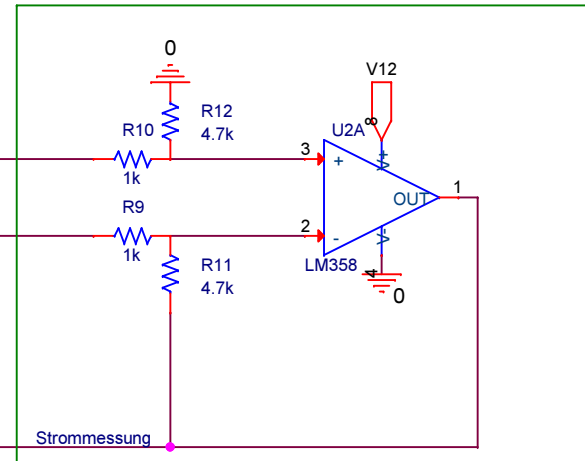 0
V12
R12
4.7k
R10
1k
U2A
8
V+
3
+
OUT
1
R9
1k
2
-
V-
LM358
4
0
R11
4.7k
Strommessung